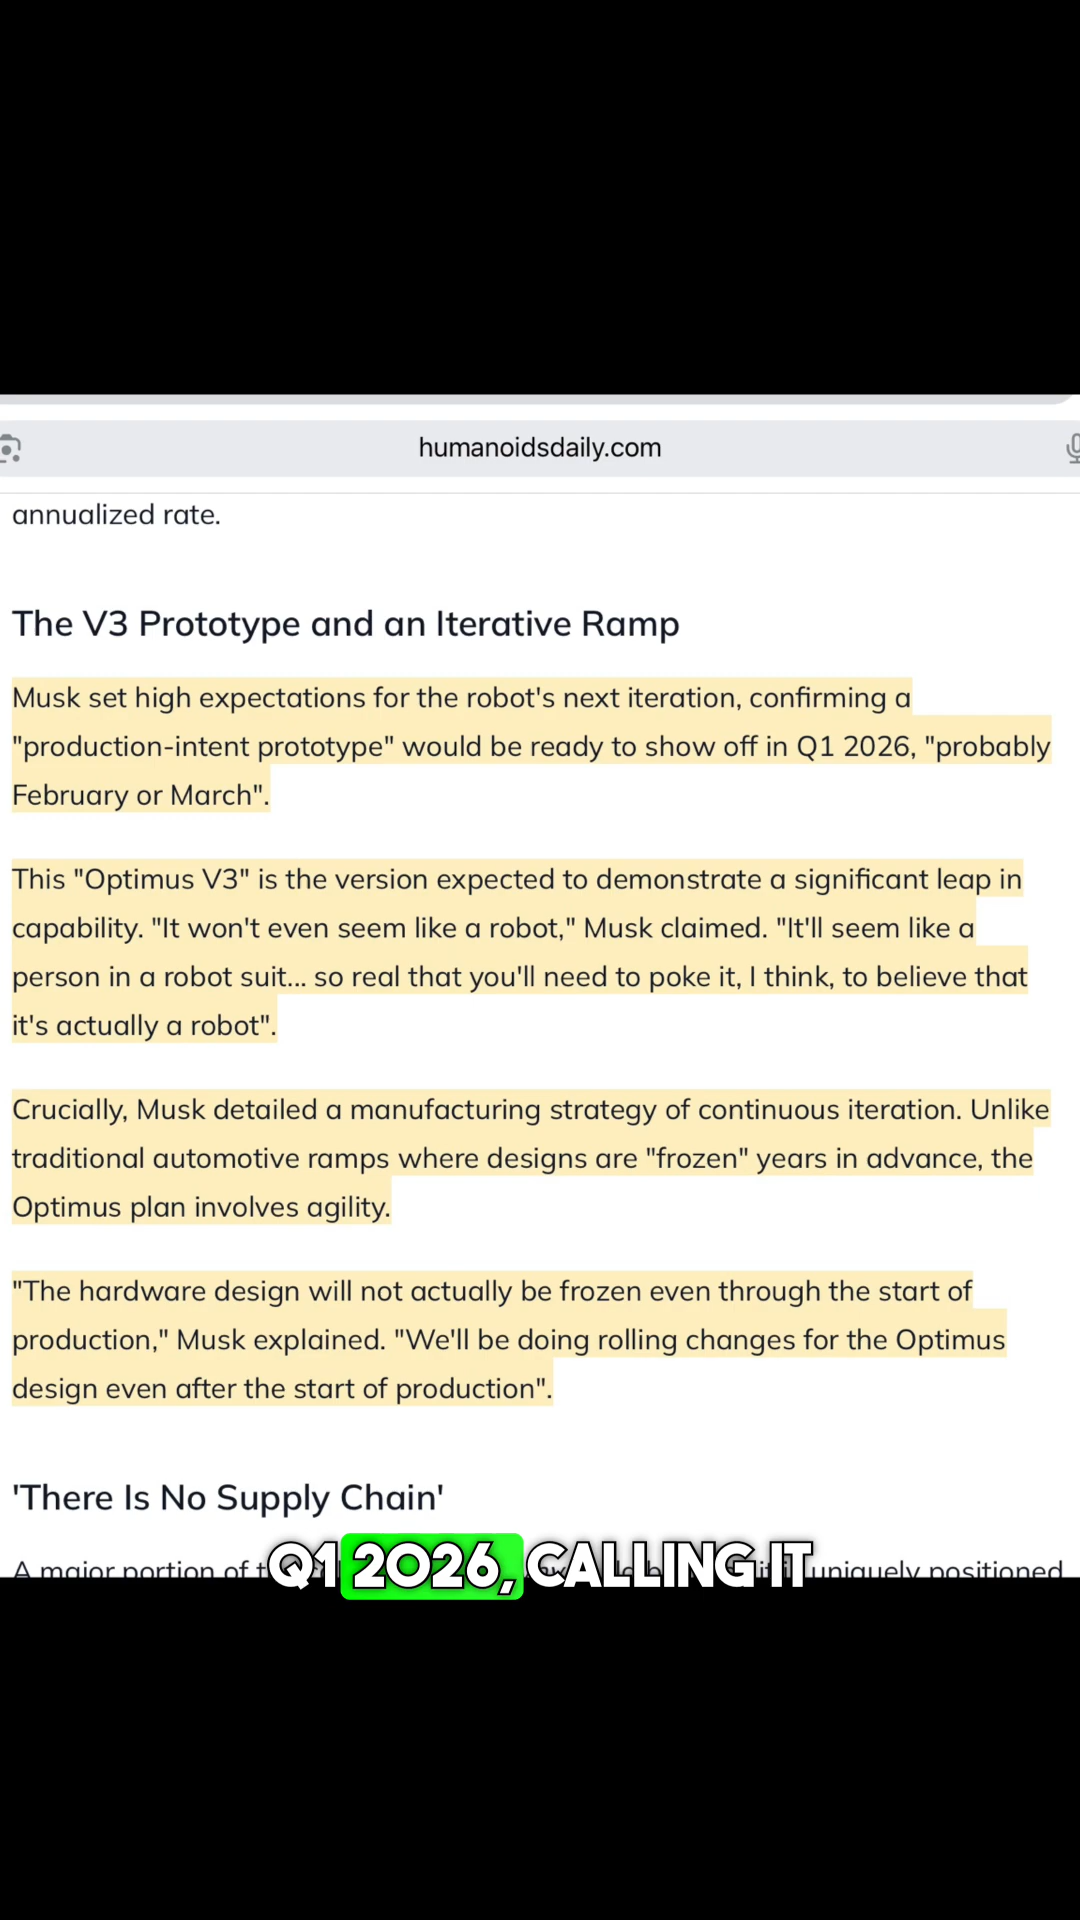 humanoidsdaily.com
annualized rate.
The V3 Prototype and an Iterative Ramp
Musk set high expectations for the robot's next iteration, confirming a
"production-intent prototype" would be ready to show off in Q1 2026, "probably
February or March".
This "Optimus V3" is the version expected to demonstrate a significant leap in
capability. "It won't even seem like a robot," Musk claimed. "It'll seem like a
person in a robot suit... so real that you'll need to poke it, I think, to believe that
it's actually a robot".
Crucially, Musk detailed a manufacturing strategy of continuous iteration. Unlike
traditional automotive ramps where designs are "frozen" years in advance, the
Optimus plan involves agility.
"The hardware design will not actually be frozen even through the start of
production," Musk explained. "We'll be doing rolling changes for the Optimus
design even after the start of production".
'There Is No Supply Chain'
A major portion of uniquely positioned
Q1 2026, CALLING IT